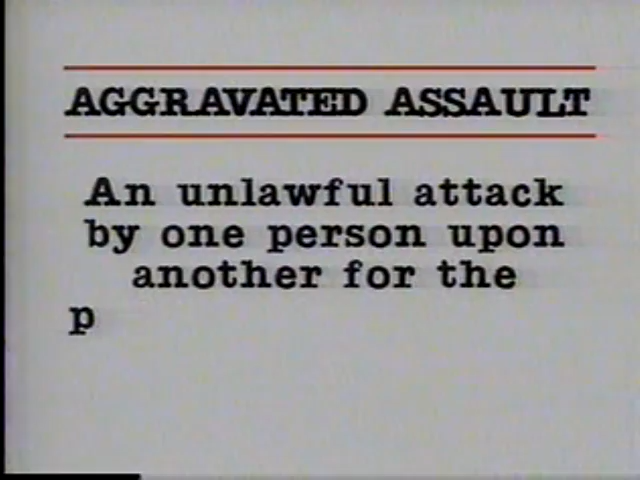 AGGRAVATED ASSAULT
An unlawful attack
by one person upon
another for the
p